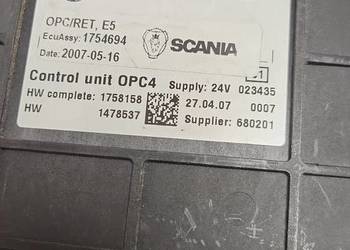 OPC/RET, E5
EcuAssy: 1754694
SCANIA
Date: 2007-05-16
Control unit OPC4 Supply: 24V 023435
HW complete: 1758158 27.04.07 0007
HW 1478537 Supplier: 680201